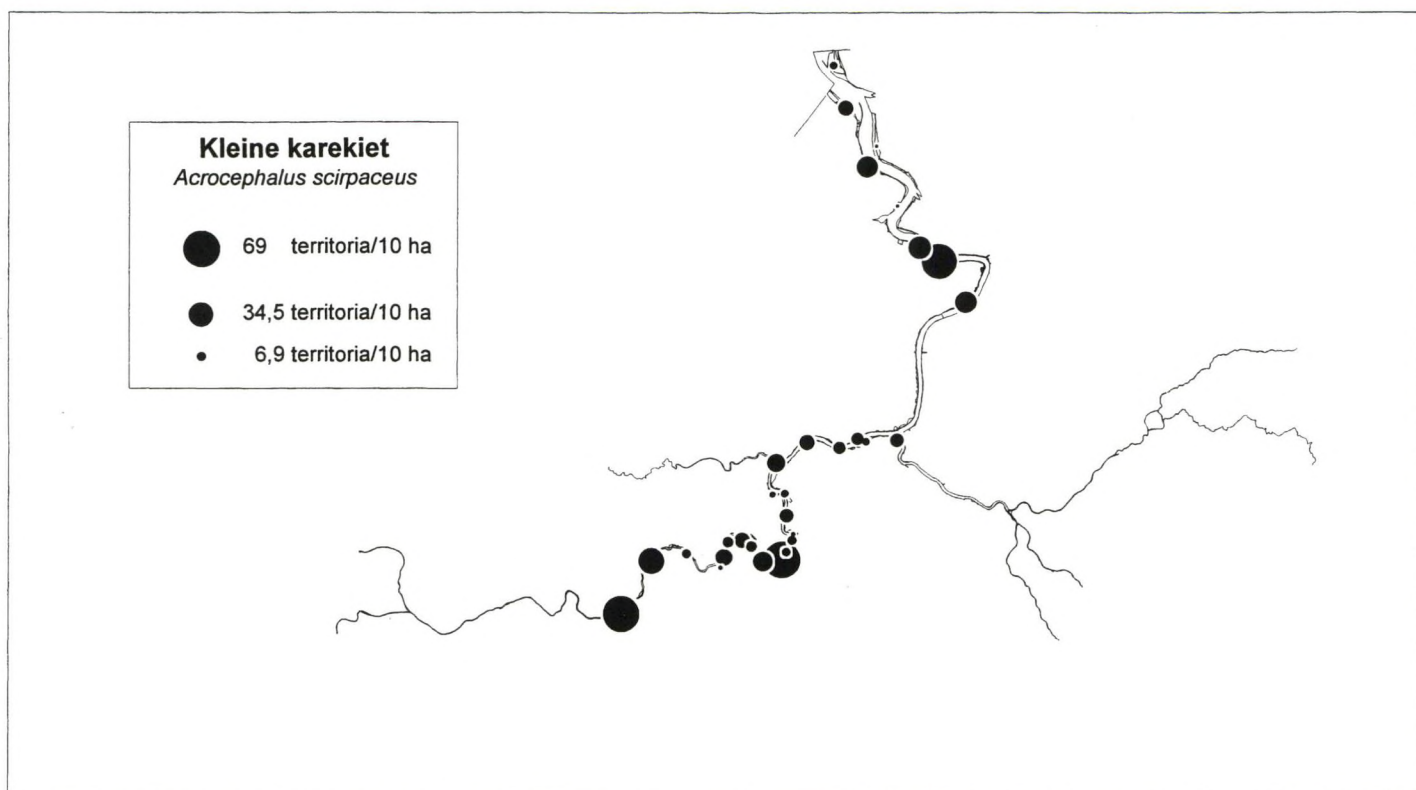 Kleine karekiet
Acrocephalus scirpaceus
69 territoria/10 ha
34,5 territoria/10 ha
6,9 territoria/10 ha